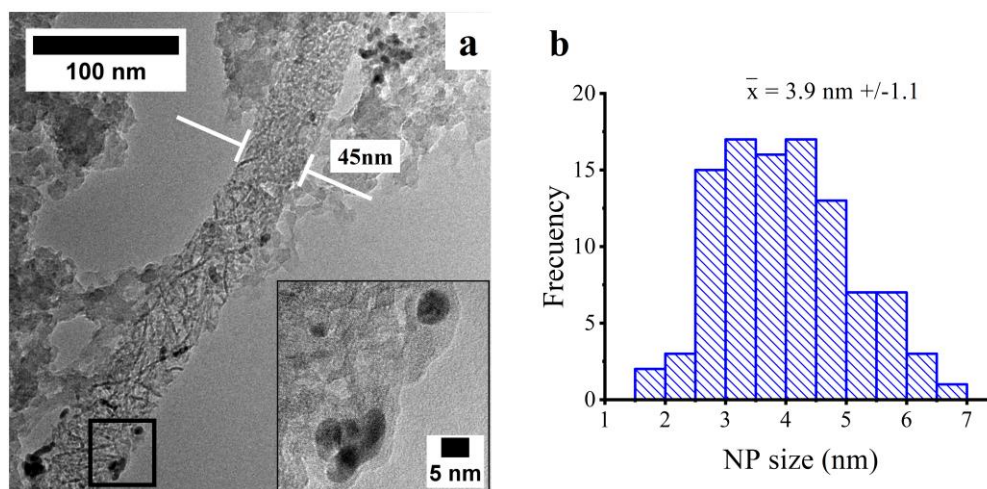 100 nm
a
45nm
5 nm
b
x̄ = 3.9 nm +/-1.1
20
15
10
5
0
Frecuency
1 2 3 4 5 6 7
NP size (nm)